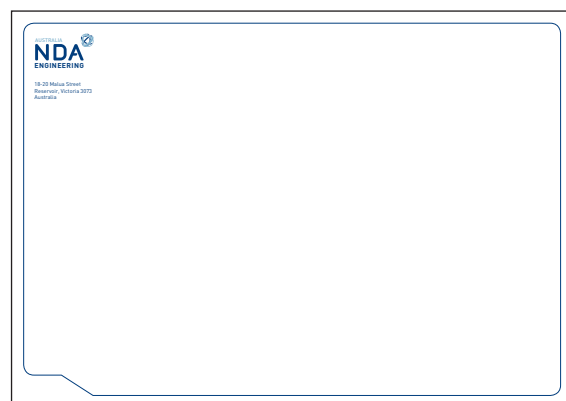 AUSTRALIA
NDA
ENGINEERING
18-20 Malua Street
Reservoir, Victoria 3073
Australia